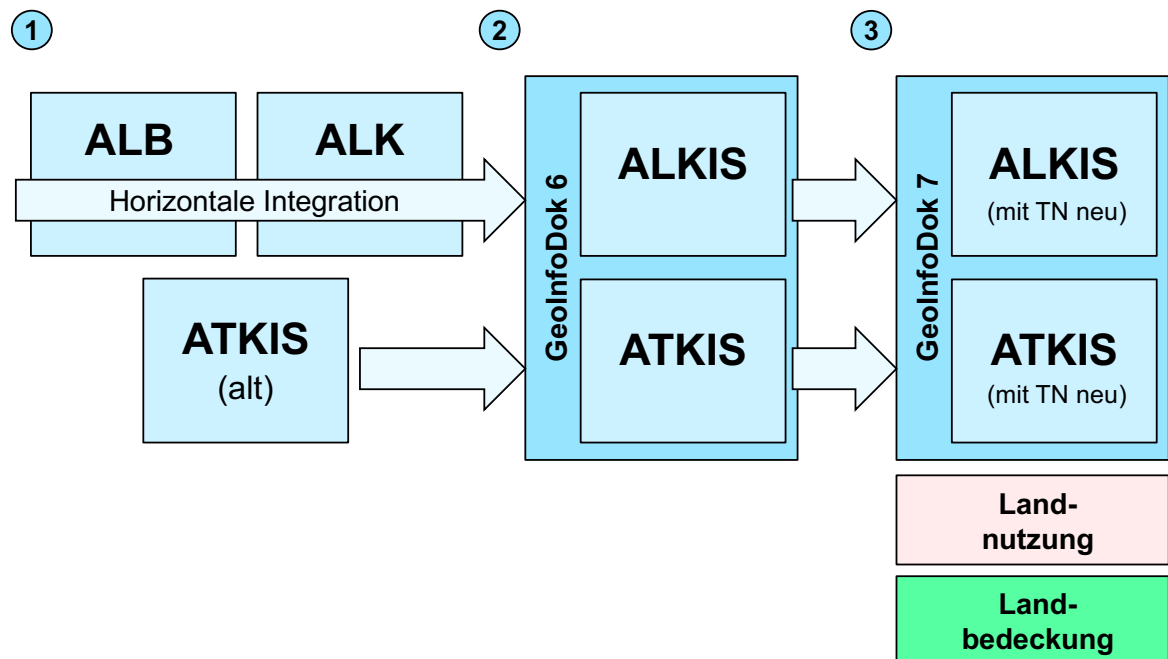 1
2
3
ALB
ALK
Horizontale Integration
ATKIS
(alt)
GeoInfoDok 6
ALKIS
ATKIS
GeoInfoDok 7
ALKIS
(mit TN neu)
ATKIS
(mit TN neu)
Land-
nutzung
Land-
bedeckung